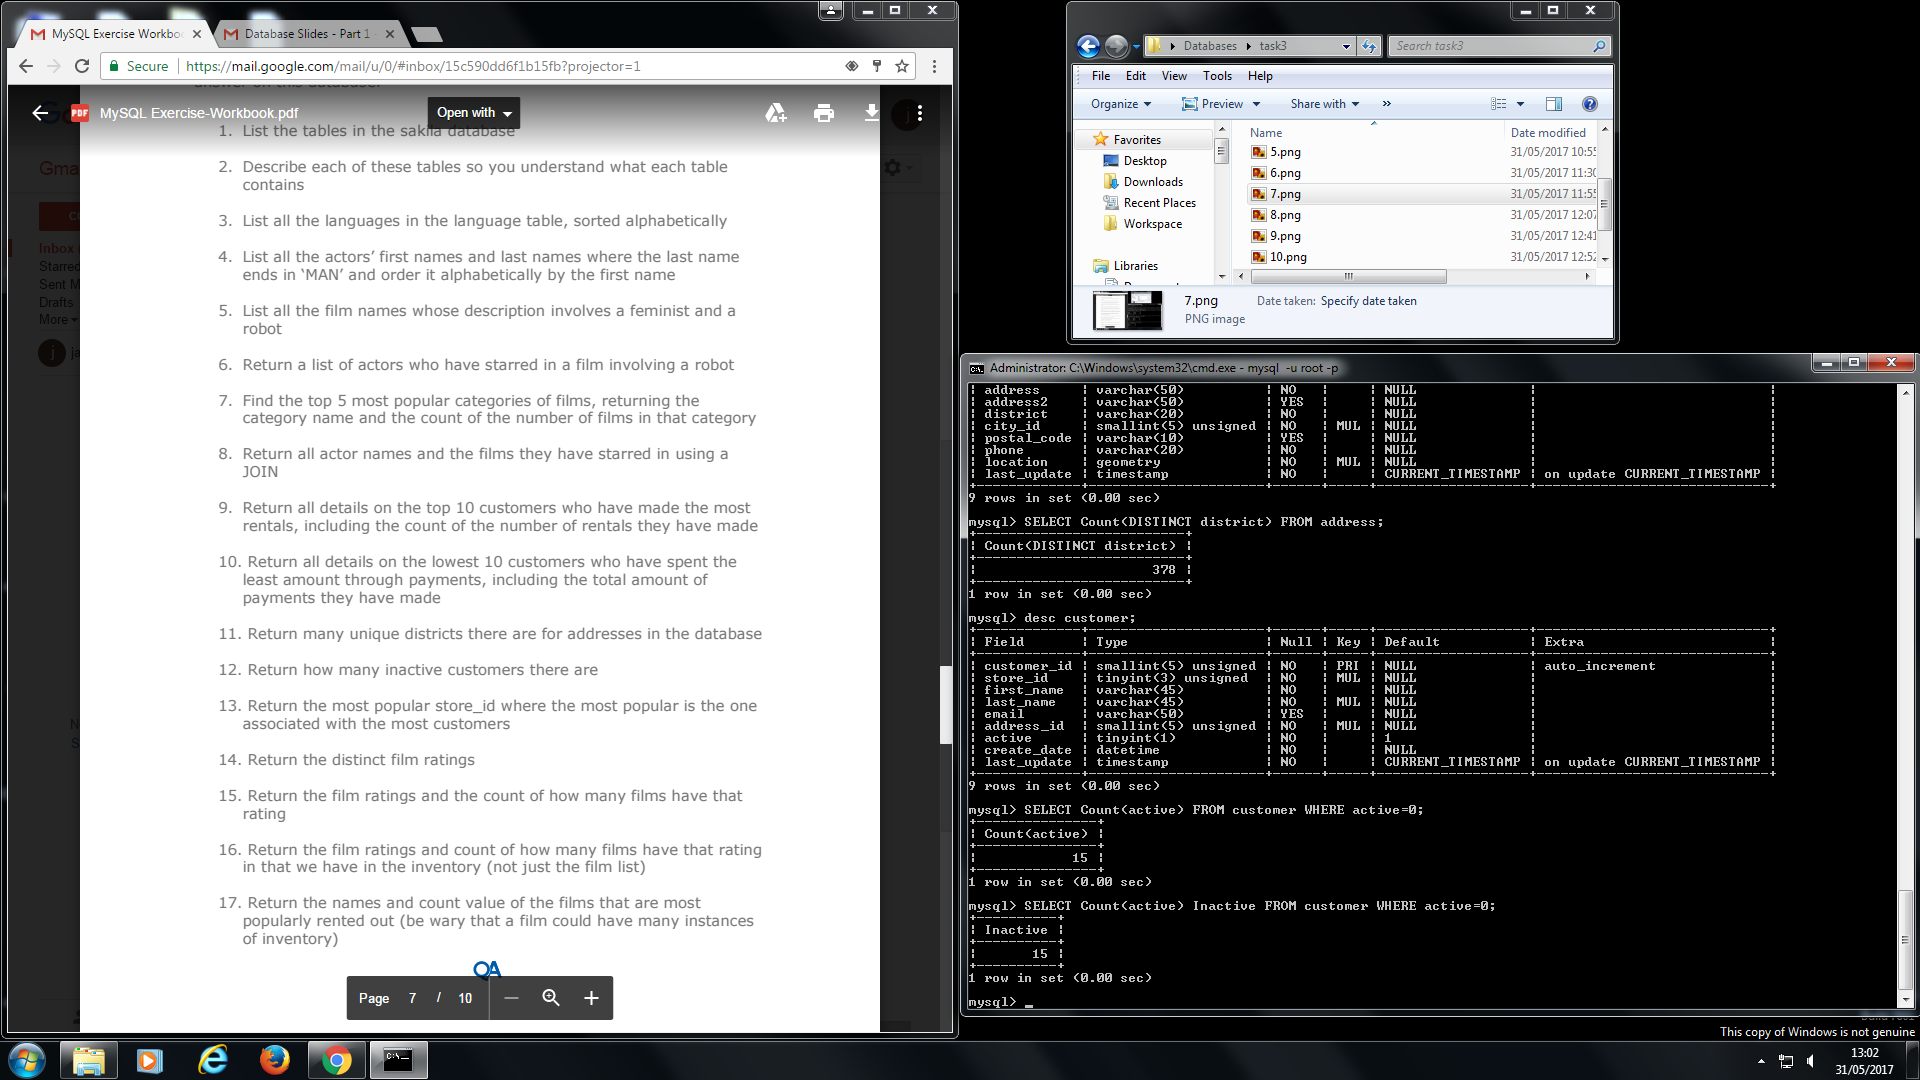 MySQL Exercise Workbo
Database Slides - Part 1
Secure
https://mail.google.com/mail/u/0/#inbox/15c590dd6f1b15fb?projector=1
MySQL Exercise-Workbook.pdf
Open with
1. List the tables in the sakila database
2. Describe each of these tables so you understand what each table
contains
3. List all the languages in the language table, sorted alphabetically
4. List all the actors’ first names and last names where the last name
ends in ‘MAN’ and order it alphabetically by the first name
5. List all the film names whose description involves a feminist and a
robot
6. Return a list of actors who have starred in a film involving a robot
7. Find the top 5 most popular categories of films, returning the
category name and the count of the number of films in that category
8. Return all actor names and the films they have starred in using a
JOIN
9. Return all details on the top 10 customers who have made the most
rentals, including the count of the number of rentals they have made
10. Return all details on the lowest 10 customers who have spent the
least amount through payments, including the total amount of
payments they have made
11. Return many unique districts there are for addresses in the database
12. Return how many inactive customers there are
13. Return the most popular store_id where the most popular is the one
associated with the most customers
14. Return the distinct film ratings
15. Return the film ratings and the count of how many films have that
rating
16. Return the film ratings and count of how many films have that rating
in that we have in the inventory (not just the film list)
17. Return the names and count value of the films that are most
popularly rented out (be wary that a film could have many instances
of inventory)
QA
Page 7 / 10
Inbox
Starred
Sent M
Drafts
More
Databases task3
Search task3
File Edit View Tools Help
Organize Preview Share with »
Favorites
Desktop
Downloads
Recent Places
Workspace
Libraries
Name Date modified
5.png 31/05/2017 10:55
6.png 31/05/2017 11:30
7.png 31/05/2017 11:55
8.png 31/05/2017 12:07
9.png 31/05/2017 12:41
10.png 31/05/2017 12:52
7.png Date taken: Specify date taken
PNG image
Administrator: C:\Windows\system32\cmd.exe - mysql -u root -p
| address | varchar(50) | NO | | NULL | |
| address2 | varchar(50) | YES | | NULL | |
| district | varchar(20) | NO | | NULL | |
| city_id | smallint(5) unsigned | NO | MUL | NULL | |
| postal_code | varchar(10) | YES | | NULL | |
| phone | varchar(20) | NO | | NULL | |
| location | geometry | NO | MUL | NULL | |
| last_update | timestamp | NO | | CURRENT_TIMESTAMP | on update CURRENT_TIMESTAMP |
9 rows in set (0.00 sec)
mysql> SELECT Count(DISTINCT district) FROM address;
| Count(DISTINCT district) |
| 378 |
1 row in set (0.00 sec)
mysql> desc customer;
| Field | Type | Null | Key | Default | Extra |
| customer_id | smallint(5) unsigned | NO | PRI | NULL | auto_increment |
| store_id | tinyint(3) unsigned | NO | MUL | NULL | |
| first_name | varchar(45) | NO | | NULL | |
| last_name | varchar(45) | NO | MUL | NULL | |
| email | varchar(50) | YES | | NULL | |
| address_id | smallint(5) unsigned | NO | MUL | NULL | |
| active | tinyint(1) | NO | | 1 | |
| create_date | datetime | NO | | NULL | |
| last_update | timestamp | NO | | CURRENT_TIMESTAMP | on update CURRENT_TIMESTAMP |
9 rows in set (0.00 sec)
mysql> SELECT Count(active) FROM customer WHERE active=0;
| Count(active) |
| 15 |
1 row in set (0.00 sec)
mysql> SELECT Count(active) Inactive FROM customer WHERE active=0;
| Inactive |
| 15 |
1 row in set (0.00 sec)
mysql> _
This copy of Windows is not genuine
13:02
31/05/2017